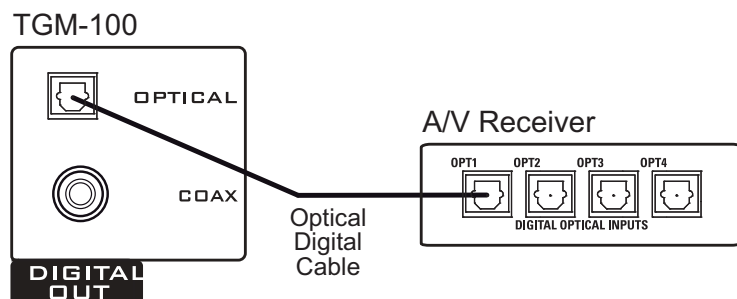 TGM-100
OPTICAL
COAX
DIGITAL
OUT
Optical
Digital
Cable
A/V Receiver
OPT1 OPT2 OPT3 OPT4
DIGITAL OPTICAL INPUTS